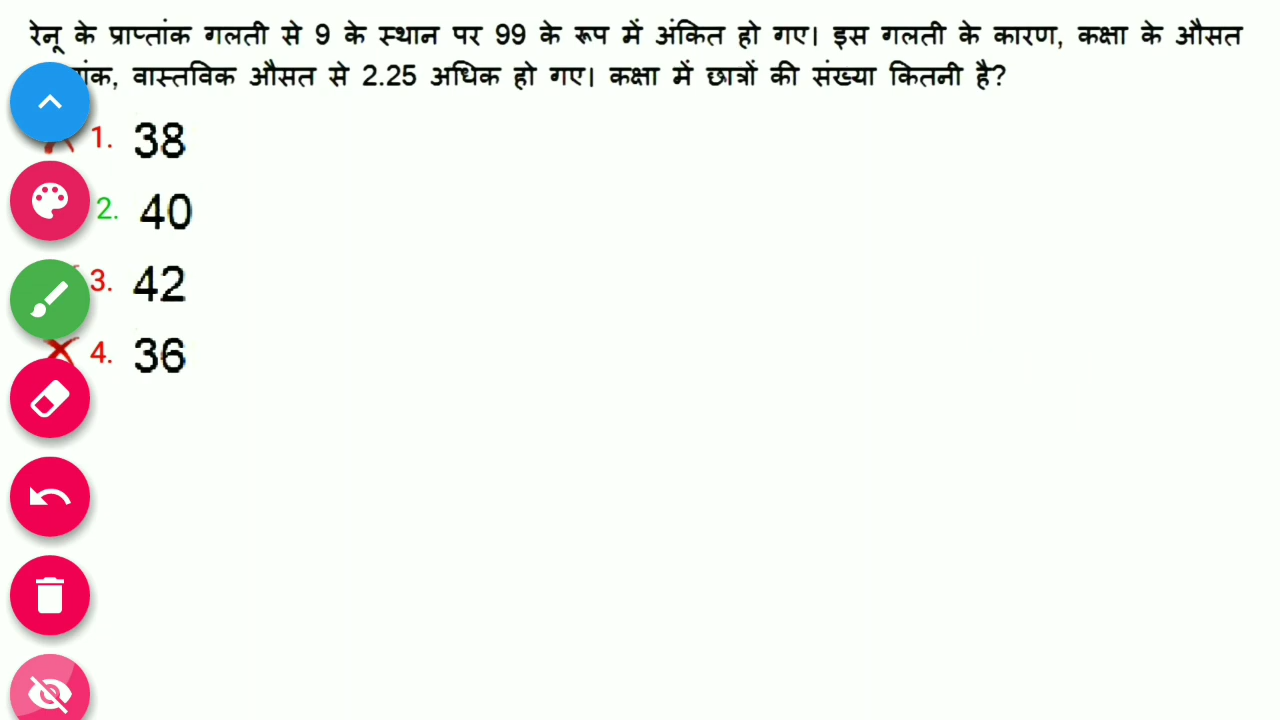 रेनू के प्राप्तांक गलती से 9 के स्थान पर 99 के रूप में अंकित हो गए। इस गलती के कारण, कक्षा के औसत
वास्तविक औसत से 2.25 अधिक हो गए। कक्षा में छात्रों की संख्या कितनी है?
1. 38
2. 40
3. 42
4. 36